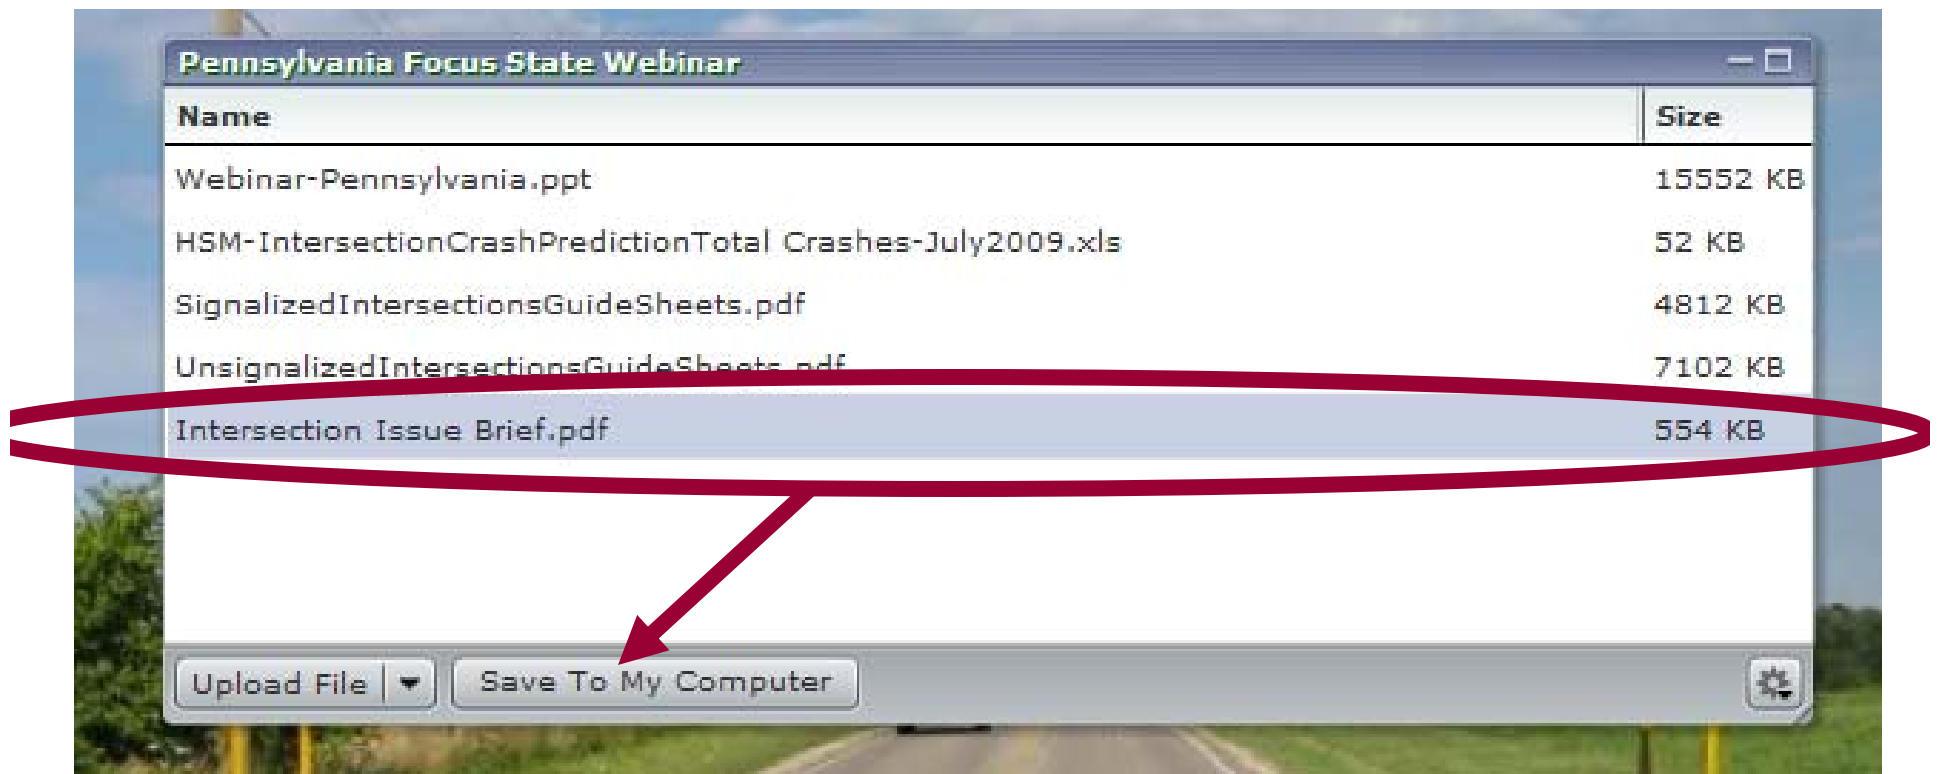 Pennsylvania Focus State Webinar
Name Size
Webinar-Pennsylvania.ppt 15552 KB
HSM-IntersectionCrashPredictionTotal Crashes-July2009.xls 52 KB
SignalizedIntersectionsGuideSheets.pdf 4812 KB
UnsignalizedIntersectionsGuideSheets.pdf 7102 KB
Intersection Issue Brief.pdf 554 KB
Upload File Save To My Computer